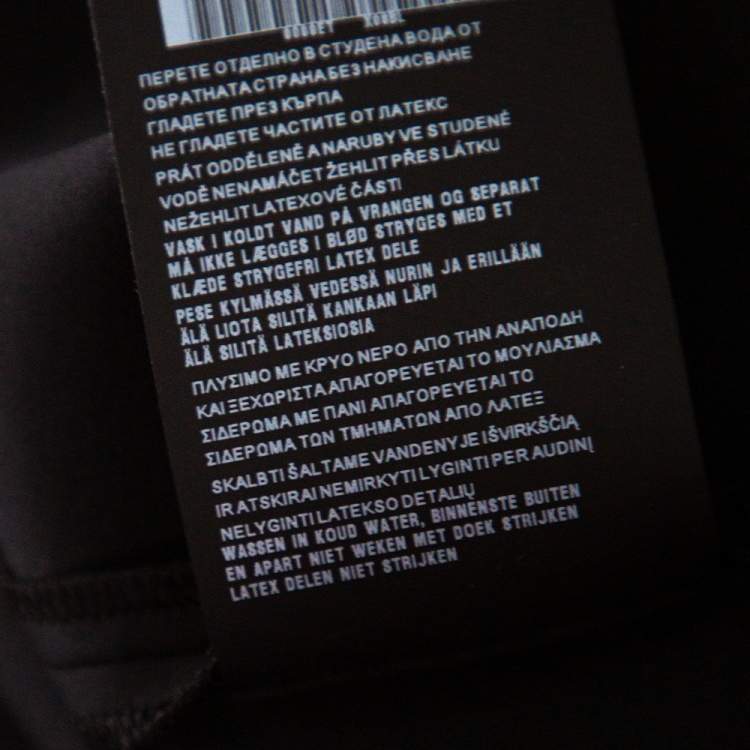 ПЕРЕТЕ ОТДЕЛНО В СТУДЕНА ВОДА ОТ
ОБРАТНАТА СТРАНА БЕЗ НАКИСВАНЕ
ГЛАДЕТЕ ПРЕЗ КЪРПА
НЕ ГЛАДЕТЕ ЧАСТИТЕ ОТ ЛАТЕКС
PRÁT ODDĚLENĚ A NARUBY VE STUDENÉ
VODĚ NENAMÁČET ŽEHLIT PŘES LÁTKU
NEŽEHLIT LATEXOVÉ ČÁSTI
VASK I KOLDT VAND PÅ VRANGEN OG SEPARAT
MÅ IKKE LÆGGES I BLØD STRYGES MED ET
KLÆDE STRYGEFRI LATEX DELE
PESE KYLMÄSSÄ VEDESSÄ NURIN JA ERILLÄÄN
ÄLÄ LIOTA SILITÄ KANKAAN LÄPI
ÄLÄ SILITÄ LATEKSIOSIA
ΠΛΥΣΙΜΟ ΜΕ ΚΡΥΟ ΝΕΡΟ ΑΠΟ ΤΗΝ ΑΝΑΠΟΔΗ
ΚΑΙ ΞΕΧΩΡΙΣΤΑ ΑΠΑΓΟΡΕΥΕΤΑΙ ΤΟ ΜΟΥΛΙΑΣΜΑ
ΣΙΔΕΡΩΜΑ ΜΕ ΠΑΝΙ ΑΠΑΓΟΡΕΥΕΤΑΙ ΤΟ
ΣΙΔΕΡΩΜΑ ΤΩΝ ΤΜΗΜΑΤΩΝ ΑΠΟ ΛΑΤΕΞ
SKALBTI ŠALTAME VANDENYJE IŠVIRKŠČIĄ
IR ATSKIRAI NEMIRKYTI LYGINTI PER AUDINĮ
NELYGINTI LATEKSO DETALIŲ
WASSEN IN KOUD WATER, BINNENSTE BUITEN
EN APART NIET WEKEN MET DOEK STRIJKEN
LATEX DELEN NIET STRIJKEN